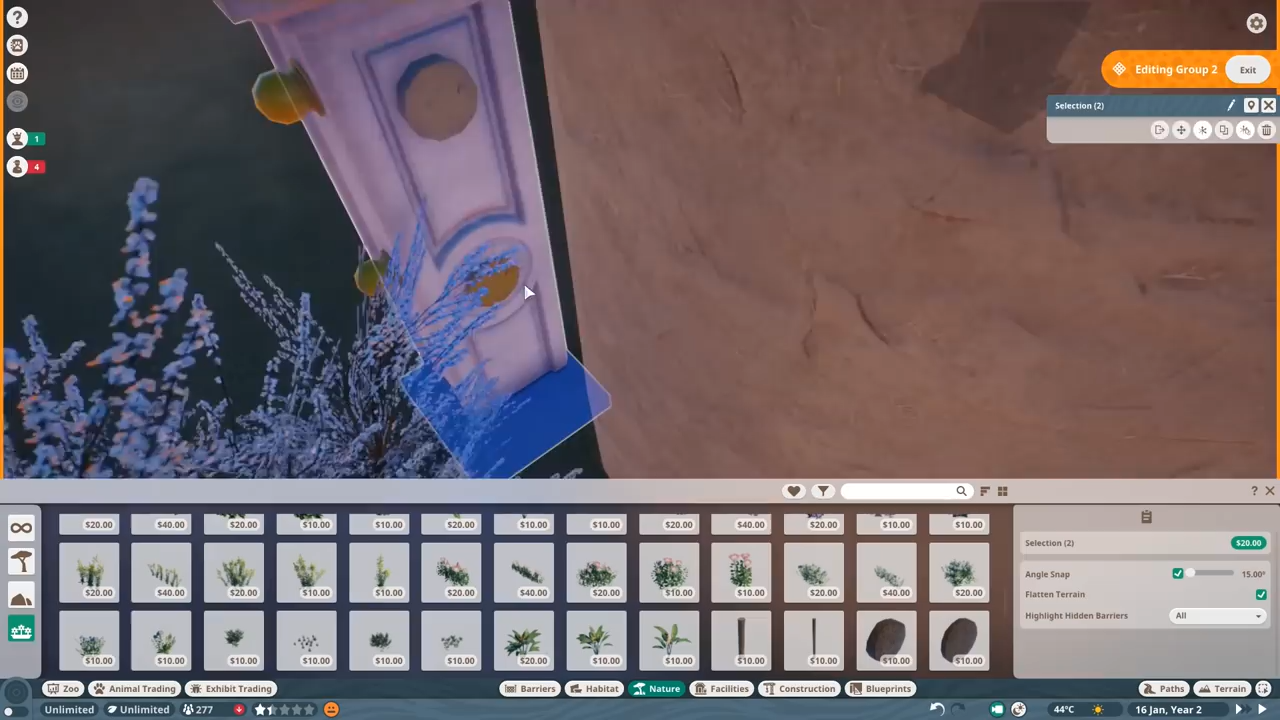 ?
Editing Group 2 Exit
Selection (2)
1
4
? 
$20.00 $40.00 $20.00 $10.00 $10.00 $20.00 $10.00 $10.00 $20.00 $40.00 $20.00 $10.00 $10.00
$20.00 $40.00 $20.00 $10.00 $10.00 $20.00 $40.00 $20.00 $10.00 $10.00 $20.00 $40.00 $20.00
$10.00 $10.00 $10.00 $10.00 $10.00 $10.00 $20.00 $10.00 $10.00 $10.00 $10.00 $10.00 $10.00
Selection (2) $20.00
Angle Snap 15.00°
Flatten Terrain
Highlight Hidden Barriers All
Zoo Animal Trading Exhibit Trading Barriers Habitat Nature Facilities Construction Blueprints Paths Terrain
Unlimited Unlimited 277 44°C 16 Jan, Year 2